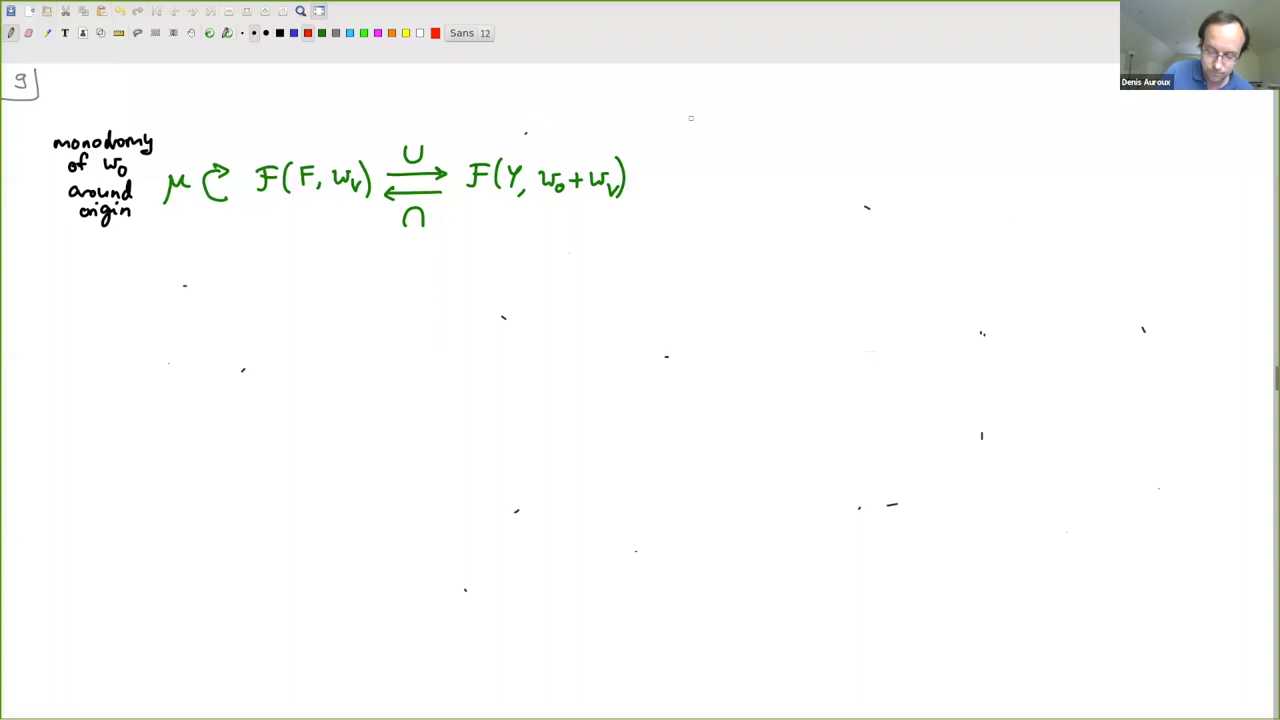 Sans 12
Denis Auroux
9
monodromy of w₀ around origin
μ ↻ 𝓕(F, W_V) ⇄ 𝓕(Y, W₀+W_V)
∪
∩